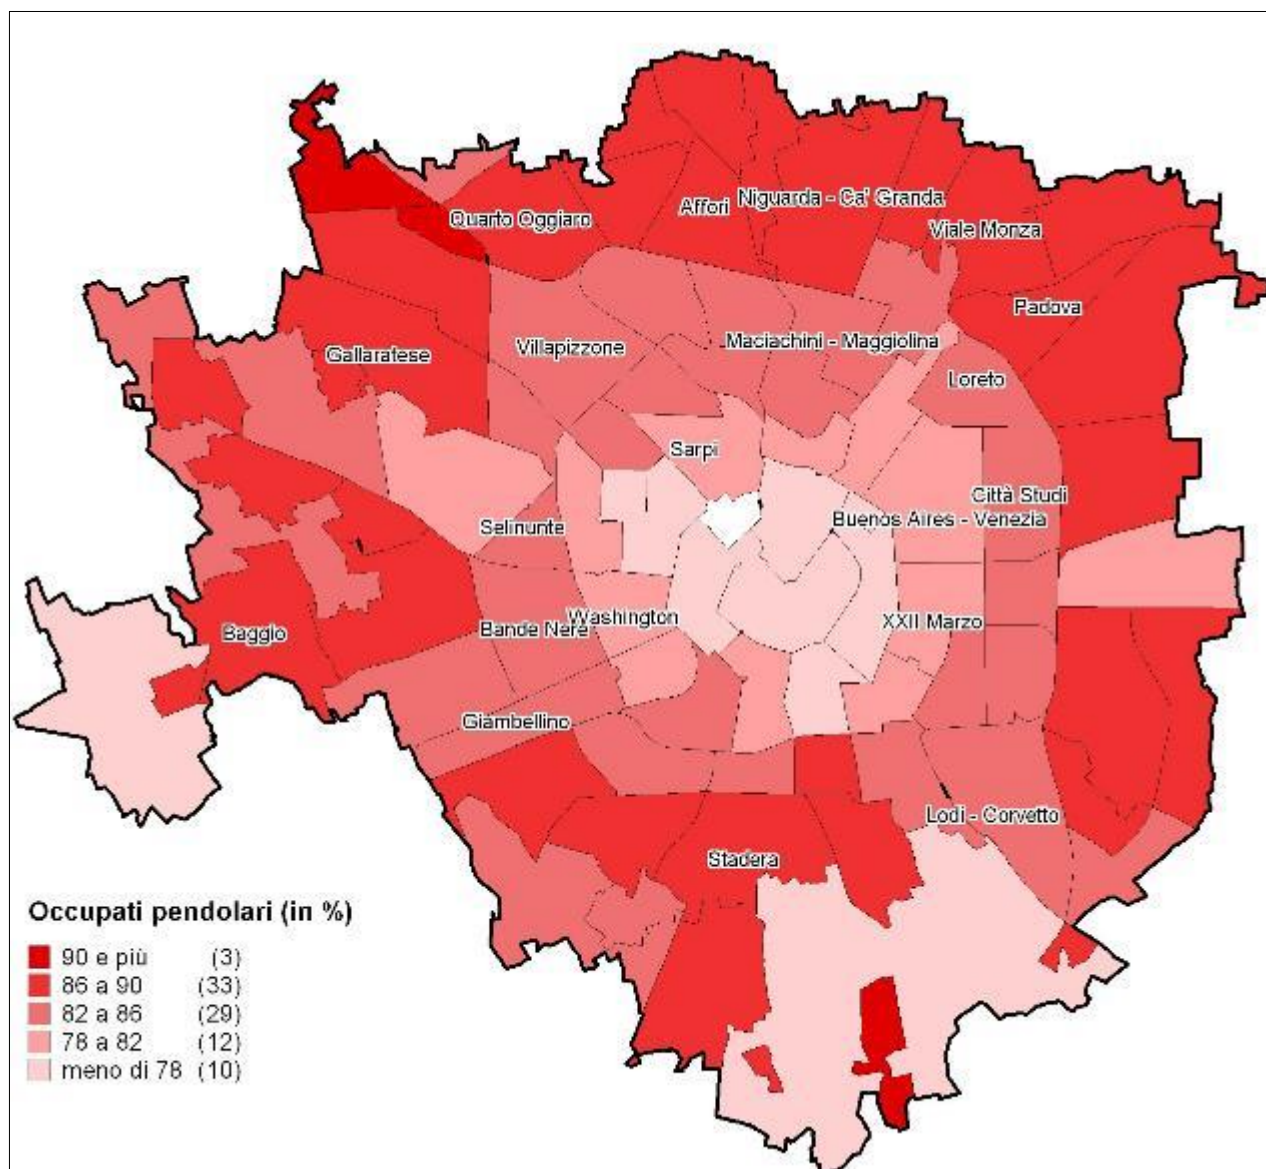 Quarto Oggiaro
Affori
Niguarda - Ca' Granda
Viale Monza
Padova
Gallaratese
Villapizzone
Maciachini - Maggiolina
Loreto
Sarpi
Selinunte
Città Studi
Buenos Aires - Venezia
Baggio
Bande Nere
Washington
XXII Marzo
Giambellino
Lodi - Corvetto
Stadera
Occupati pendolari (in %)
90 e più (3)
86 a 90 (33)
82 a 86 (29)
78 a 82 (12)
meno di 78 (10)